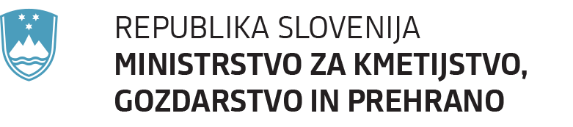 REPUBLIKA SLOVENIJA
MINISTRSTVO ZA KMETIJSTVO,
GOZDARSTVO IN PREHRANO